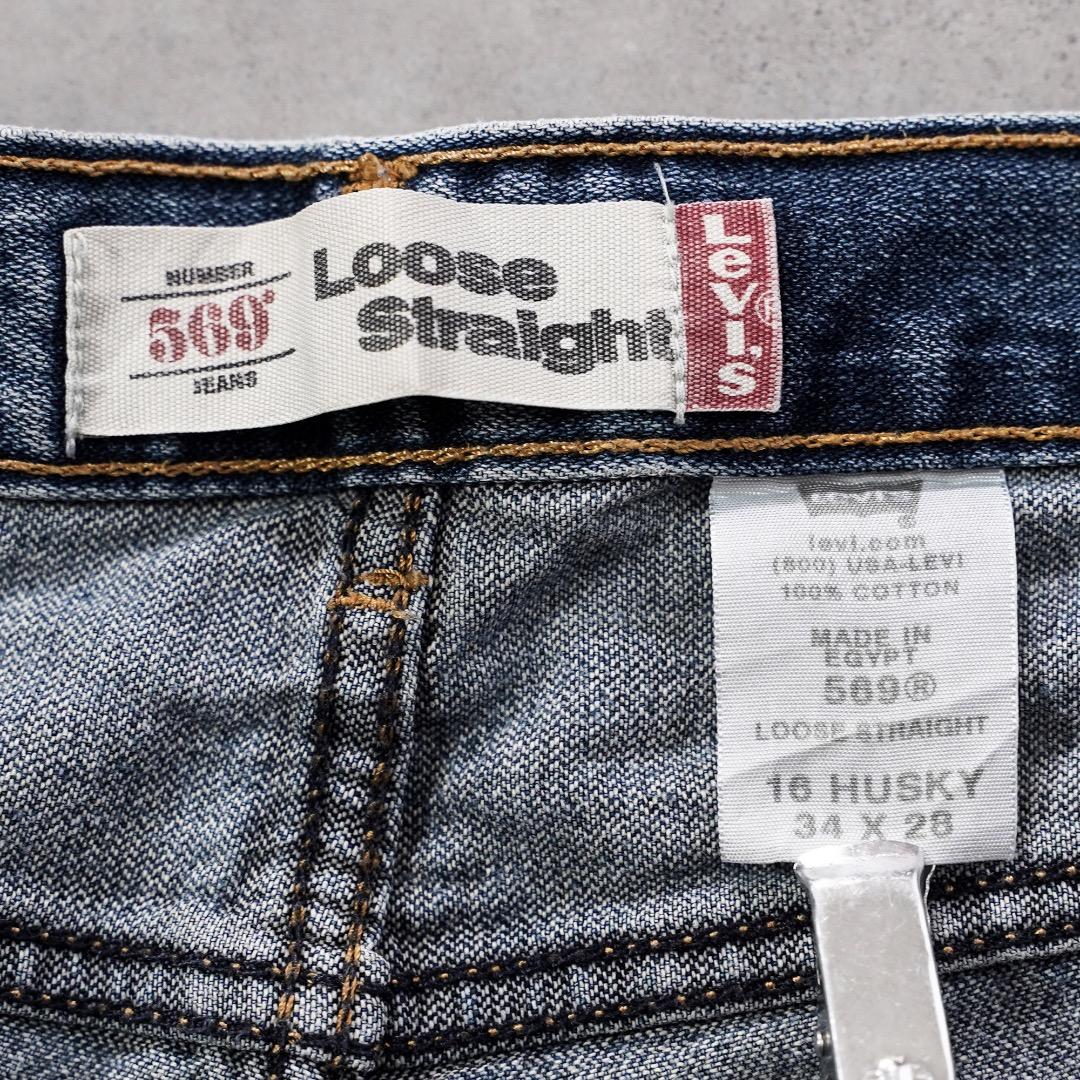 NUMBER
569®
JEANS
Loose
Straight
Levi's®
®
levi.com
(800) USA-LEVI
100% COTTON
MADE IN
EGYPT
569®
LOOSE STRAIGHT
16 HUSKY
34 X 28